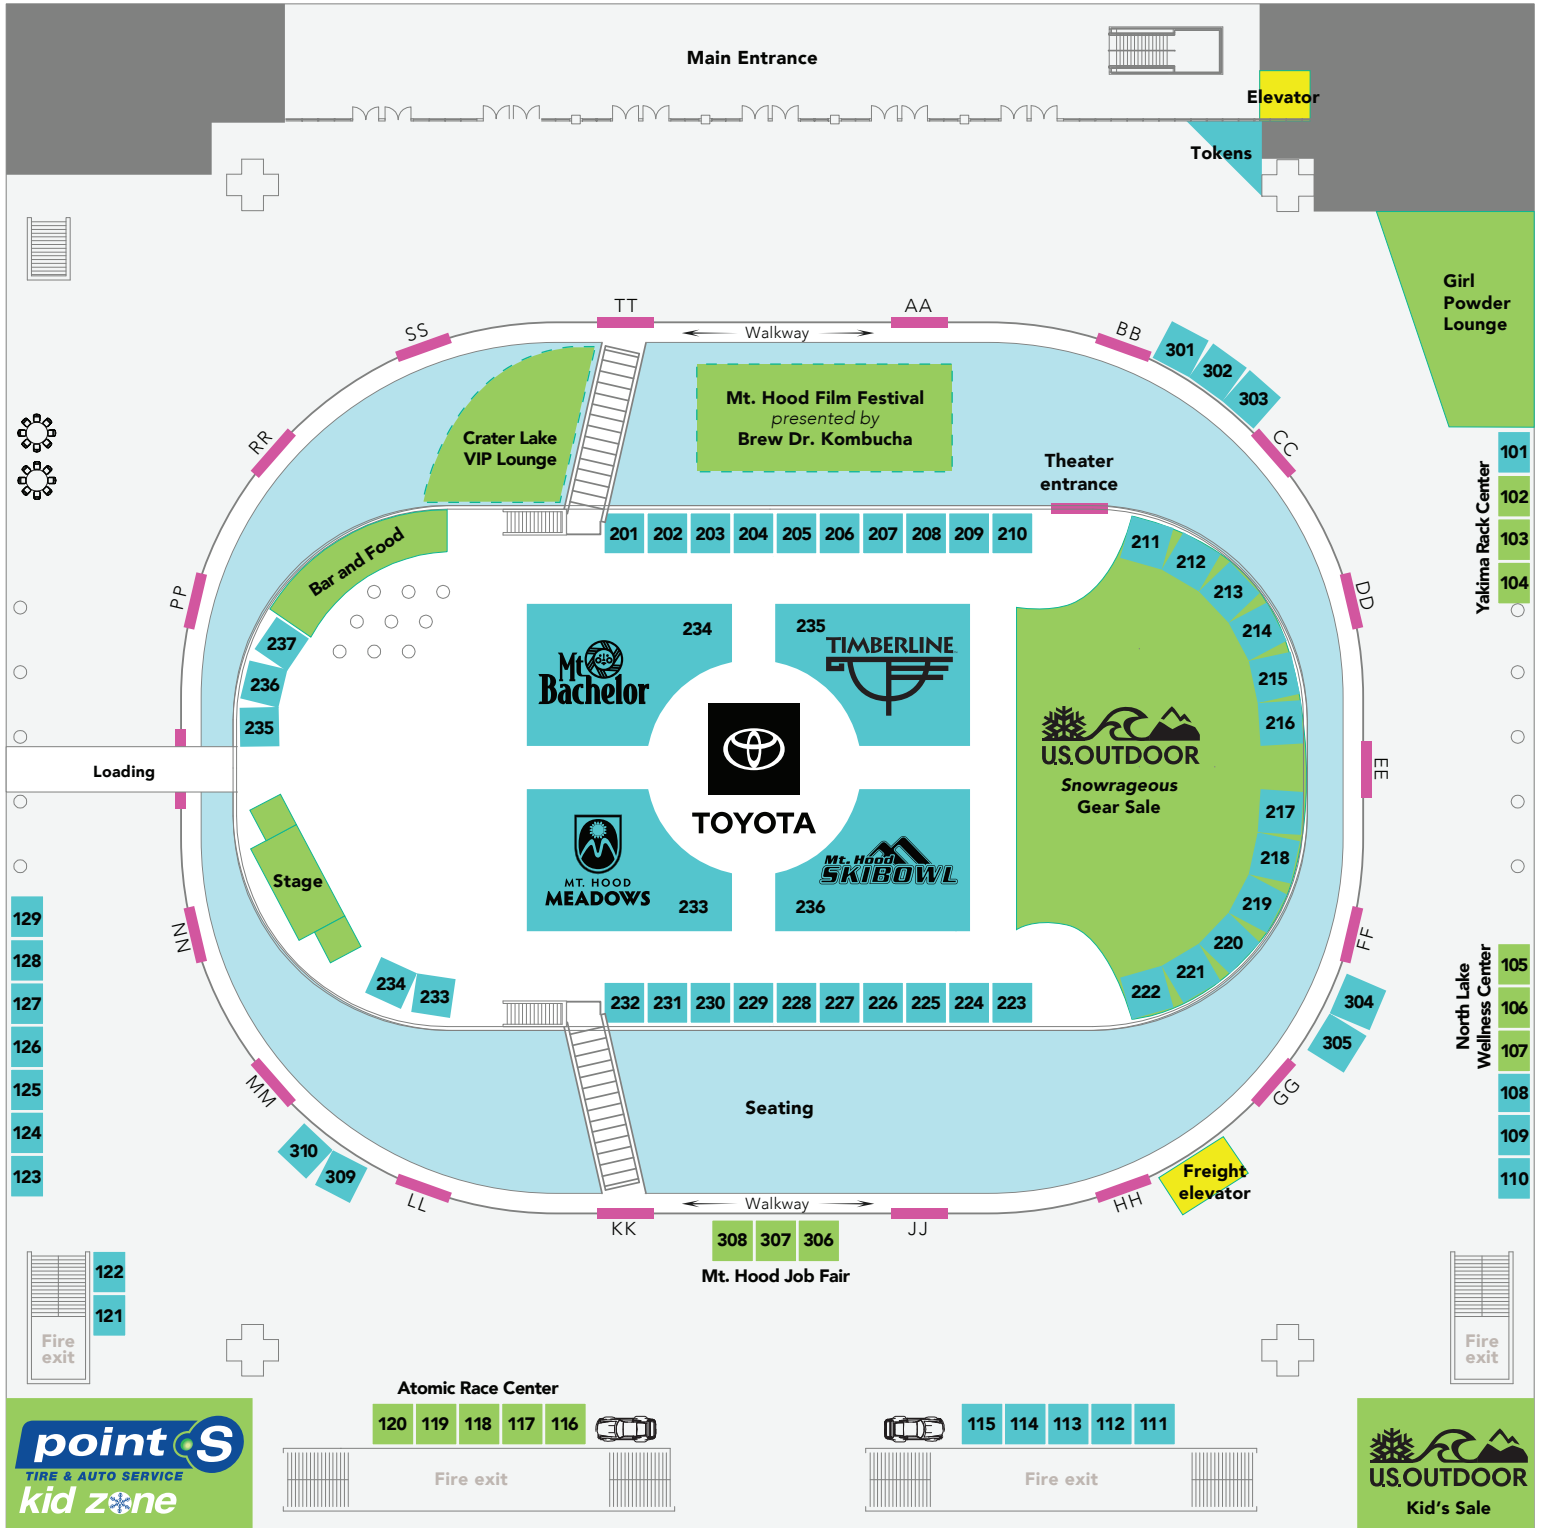 Main Entrance
Elevator
Tokens
Girl
Powder
Lounge
TT
AA
SS
BB
Walkway
301
302
303
RR
CC
Crater Lake
VIP Lounge
Mt. Hood Film Festival
presented by
Brew Dr. Kombucha
Theater
entrance
101
102
103
104
Yakima Rack Center
201 202 203 204 205 206 207 208 209 210
211
212
213
214
215
216
Bar and Food
PP
DD
237
236
235
234
Mt
Bachelor
235
TIMBERLINE
TOYOTA
U.S. OUTDOOR
Snowrageous
Gear Sale
EE
Loading
Stage
MT. HOOD
MEADOWS
233
Mt. Hood
SKIBOWL
236
217
218
219
220
221
222
NN
FF
129
128
127
126
125
124
123
234
233
232 231 230 229 228 227 226 225 224 223
304
305
North Lake
Wellness Center
105
106
107
108
109
110
MM
GG
Seating
310
309
LL
Freight
elevator
HH
Walkway
KK
JJ
308 307 306
Mt. Hood Job Fair
122
121
Fire
exit
Fire
exit
Atomic Race Center
120 119 118 117 116
115 114 113 112 111
Fire exit
Fire exit
point S
TIRE & AUTO SERVICE
kid zone
U.S. OUTDOOR
Kid's Sale